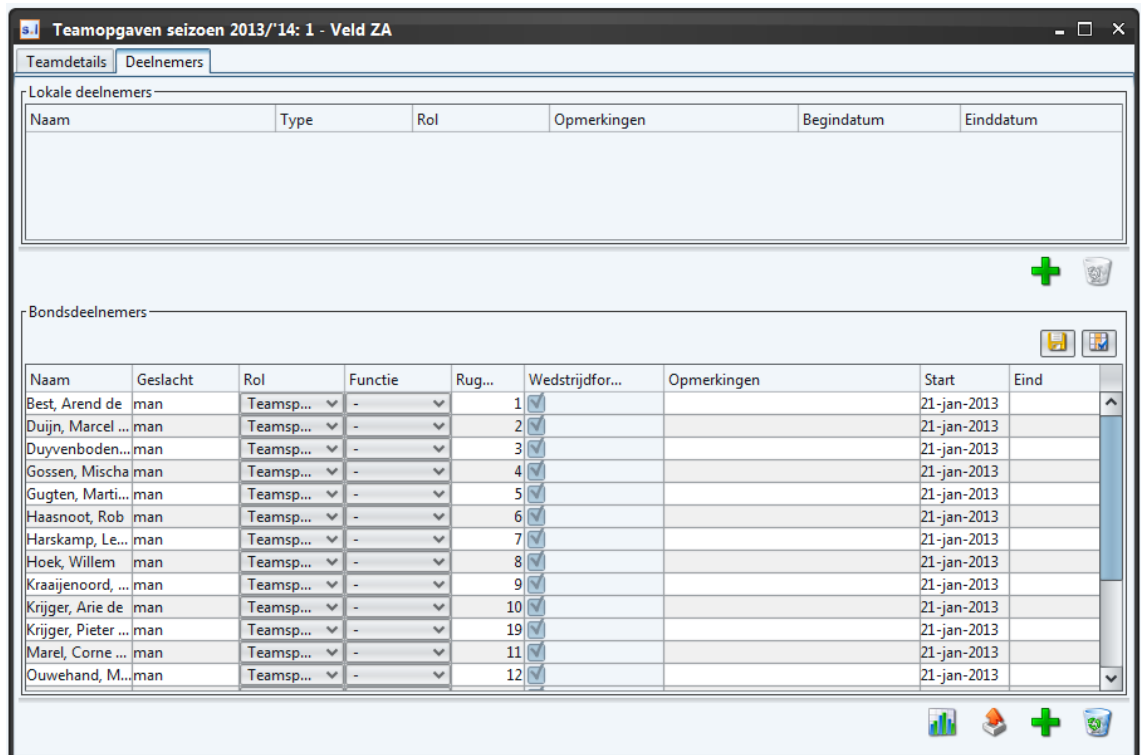 s.l Teamopgaven seizoen 2013/'14: 1 - Veld ZA
Teamdetails Deelnemers
Lokale deelnemers
Naam Type Rol Opmerkingen Begindatum Einddatum
Bondsdeelnemers
Naam Geslacht Rol Functie Rug... Wedstrijdfor... Opmerkingen Start Eind
Best, Arend de man Teamsp... - 1 21-jan-2013
Duijn, Marcel ... man Teamsp... - 2 21-jan-2013
Duyvenboden... man Teamsp... - 3 21-jan-2013
Gossen, Mischa man Teamsp... - 4 21-jan-2013
Gugten, Marti... man Teamsp... - 5 21-jan-2013
Haasnoot, Rob man Teamsp... - 6 21-jan-2013
Harskamp, Le... man Teamsp... - 7 21-jan-2013
Hoek, Willem man Teamsp... - 8 21-jan-2013
Kraaijenoord, ... man Teamsp... - 9 21-jan-2013
Krijger, Arie de man Teamsp... - 10 21-jan-2013
Krijger, Pieter ... man Teamsp... - 19 21-jan-2013
Marel, Corne ... man Teamsp... - 11 21-jan-2013
Ouwehand, M... man Teamsp... - 12 21-jan-2013